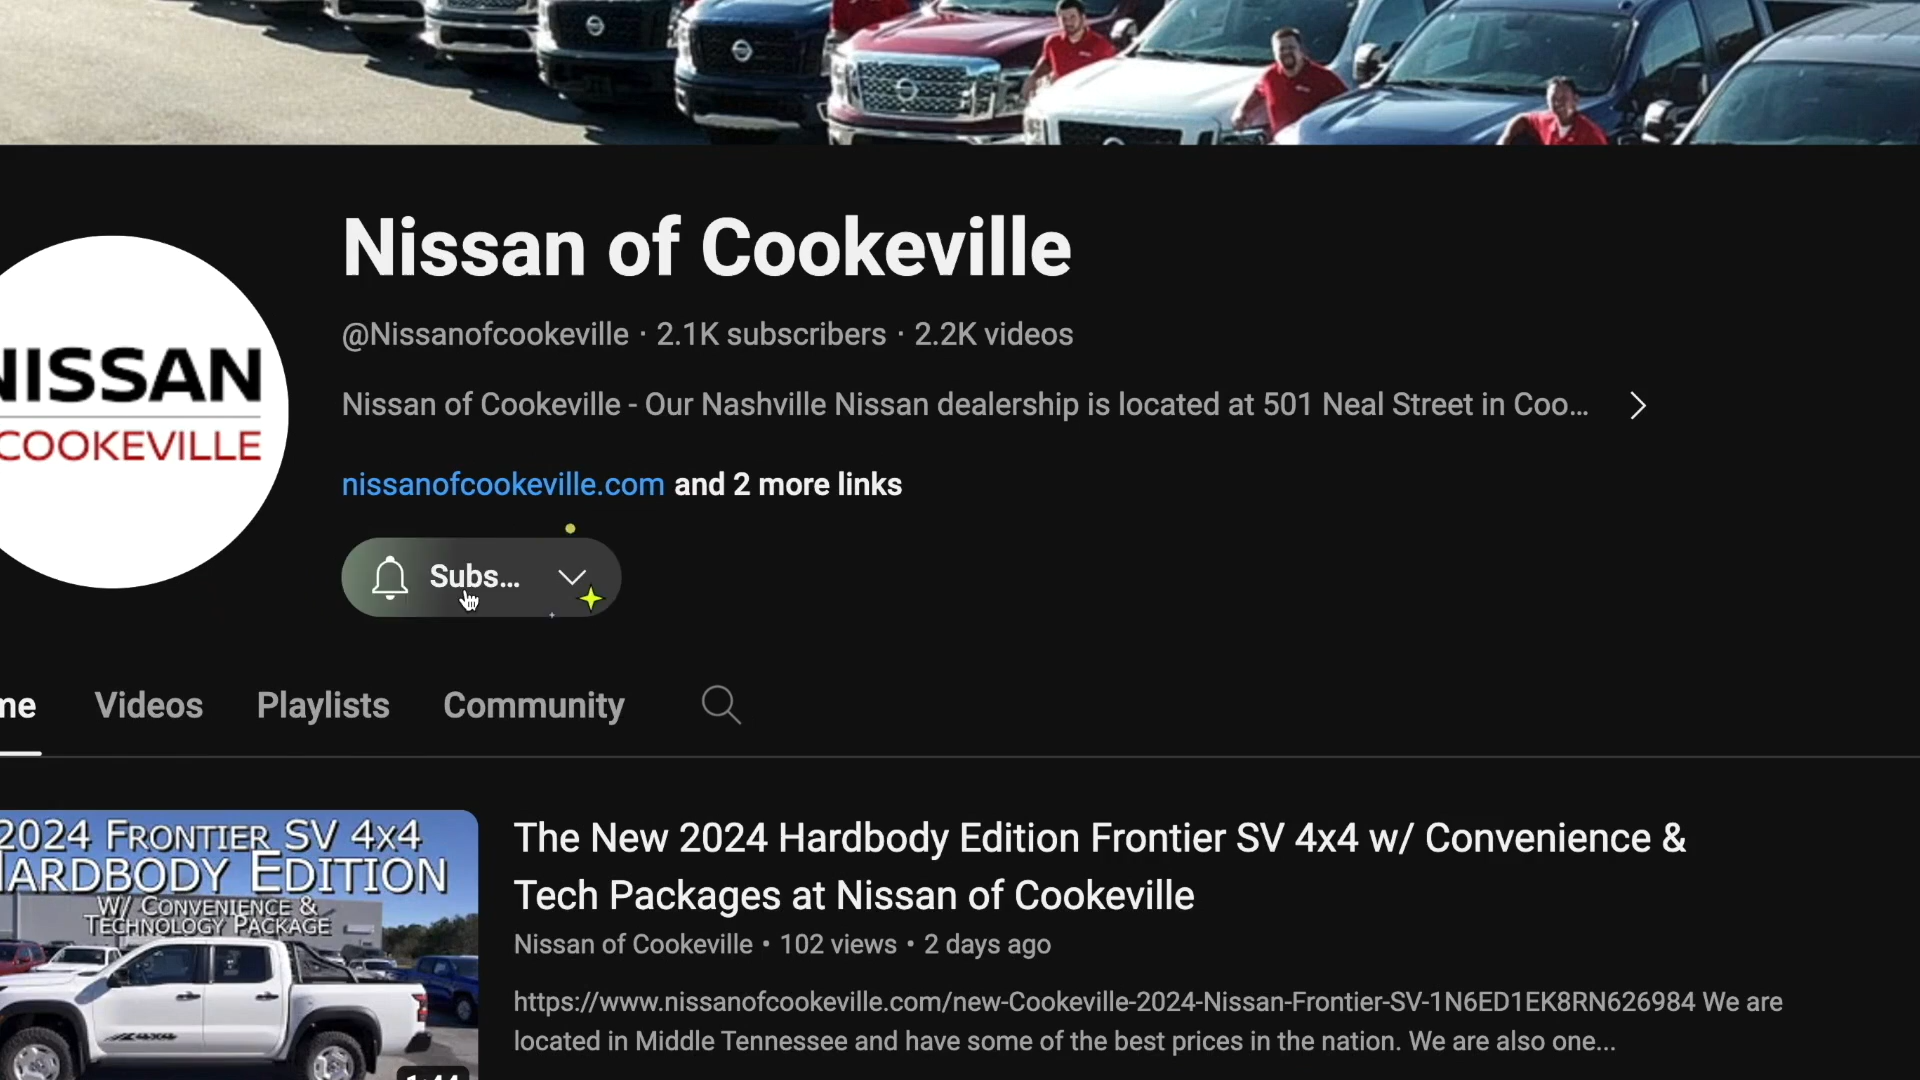 Nissan of Cookeville
@Nissanofcookeville · 2.1K subscribers · 2.2K videos
Nissan of Cookeville - Our Nashville Nissan dealership is located at 501 Neal Street in Coo...
nissanofcookeville.com and 2 more links
NISSAN
COOKEVILLE
Subs...
Videos Playlists Community
2024 FRONTIER SV 4X4
HARDBODY EDITION
W/ CONVENIENCE &
TECHNOLOGY PACKAGE
4X4
The New 2024 Hardbody Edition Frontier SV 4x4 w/ Convenience &
Tech Packages at Nissan of Cookeville
Nissan of Cookeville • 102 views • 2 days ago
https://www.nissanofcookeville.com/new-Cookeville-2024-Nissan-Frontier-SV-1N6ED1EK8RN626984 We are
located in Middle Tennessee and have some of the best prices in the nation. We are also one...